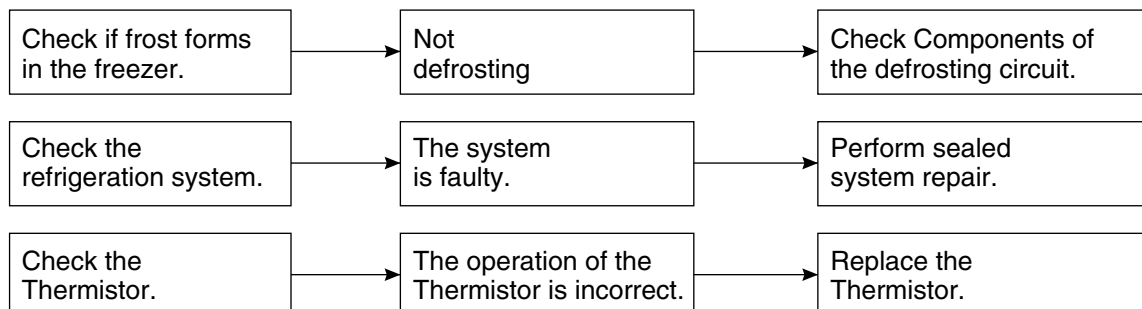 Check if frost forms
in the freezer.
Not
defrosting
Check Components of
the defrosting circuit.
Check the
refrigeration system.
The system
is faulty.
Perform sealed
system repair.
Check the
Thermistor.
The operation of the
Thermistor is incorrect.
Replace the
Thermistor.